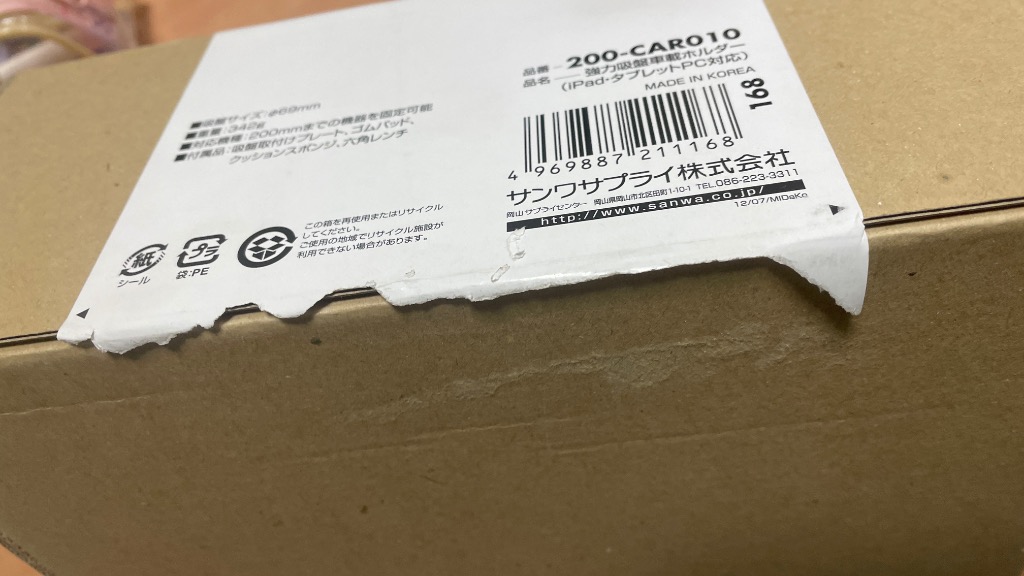 ■吸盤サイズ:φ69mm
■重量:342g
■対応機種:200mmまでの機器を固定可能
■付属品:吸盤取付けプレート、ゴムパッド、
クッションスポンジ、六角レンチ
紙
シール
プラ
袋:PE
この箱を再使用またはリサイクル
してください。
ご使用の地域でリサイクル施設が
利用できない場合があります。
品番 200-CAR010
品名 強力吸盤車載ホルダー
(iPad・タブレットPC対応)
MADE IN KOREA
168
4 969887 211168
サンワサプライ株式会社
岡山サプライセンター 岡山県岡山市北区田町1-10-1 TEL.086-223-3311
http://www.sanwa.co.jp/
12/07/MIDaKo